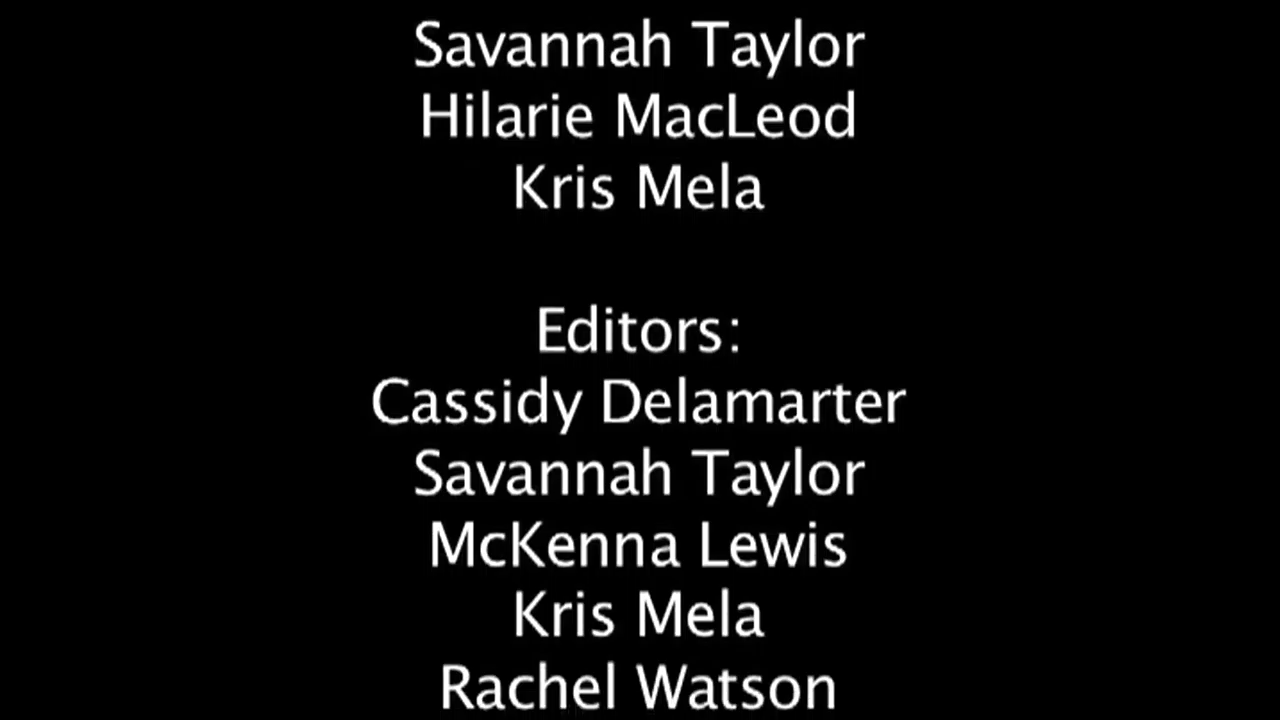 Savannah Taylor
Hilarie MacLeod
Kris Mela
Editors:
Cassidy Delamarter
Savannah Taylor
McKenna Lewis
Kris Mela
Rachel Watson